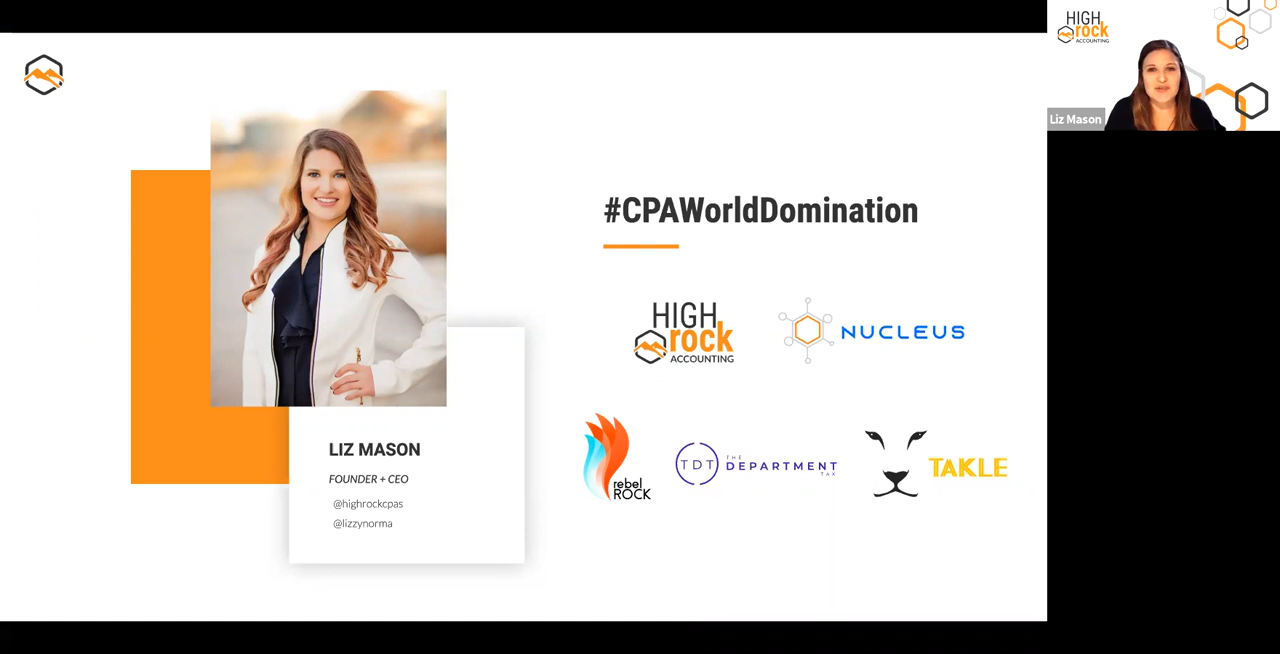 #CPAWorldDomination
HIGH
rock
ACCOUNTING
NUCLEUS
rebel
ROCK
TDT
THE
DEPARTMENT
TAX
TAKLE
LIZ MASON
FOUNDER + CEO
@highrockcpas
@lizzynorma
HIGH
rock
ACCOUNTING
Liz Mason